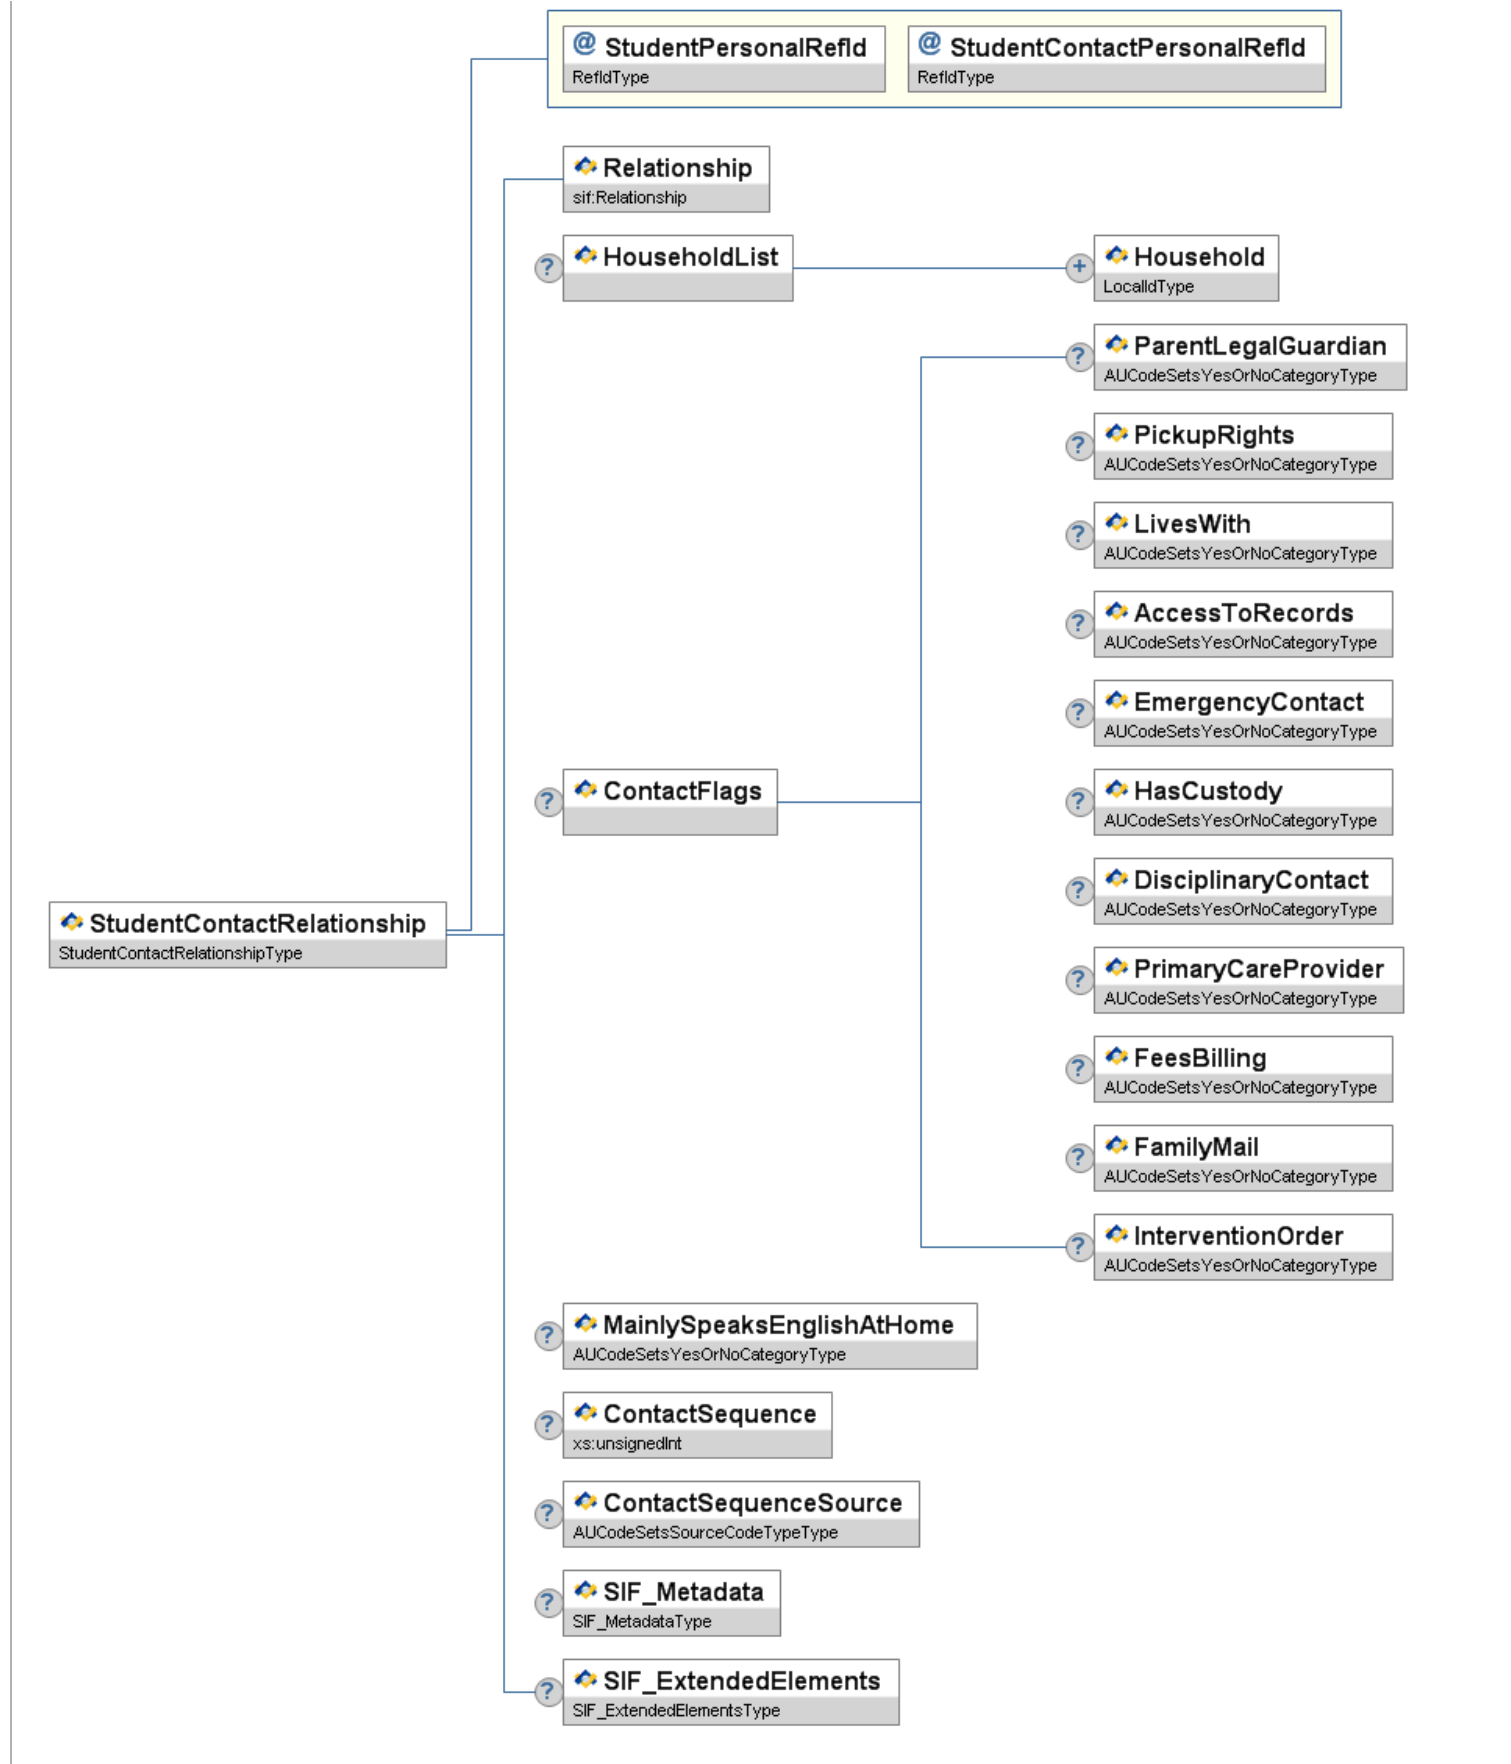 @ StudentPersonalRefId
RefIdType
@ StudentContactPersonalRefId
RefIdType
Relationship
sif:Relationship
? HouseholdList
+ Household
LocalIdType
? ParentLegalGuardian
AUCodeSetsYesOrNoCategoryType
? PickupRights
AUCodeSetsYesOrNoCategoryType
? LivesWith
AUCodeSetsYesOrNoCategoryType
? AccessToRecords
AUCodeSetsYesOrNoCategoryType
? EmergencyContact
AUCodeSetsYesOrNoCategoryType
? ContactFlags
? HasCustody
AUCodeSetsYesOrNoCategoryType
? DisciplinaryContact
AUCodeSetsYesOrNoCategoryType
StudentContactRelationship
StudentContactRelationshipType
? PrimaryCareProvider
AUCodeSetsYesOrNoCategoryType
? FeesBilling
AUCodeSetsYesOrNoCategoryType
? FamilyMail
AUCodeSetsYesOrNoCategoryType
? InterventionOrder
AUCodeSetsYesOrNoCategoryType
? MainlySpeaksEnglishAtHome
AUCodeSetsYesOrNoCategoryType
? ContactSequence
xs:unsignedInt
? ContactSequenceSource
AUCodeSetsSourceCodeTypeType
? SIF_Metadata
SIF_MetadataType
? SIF_ExtendedElements
SIF_ExtendedElementsType